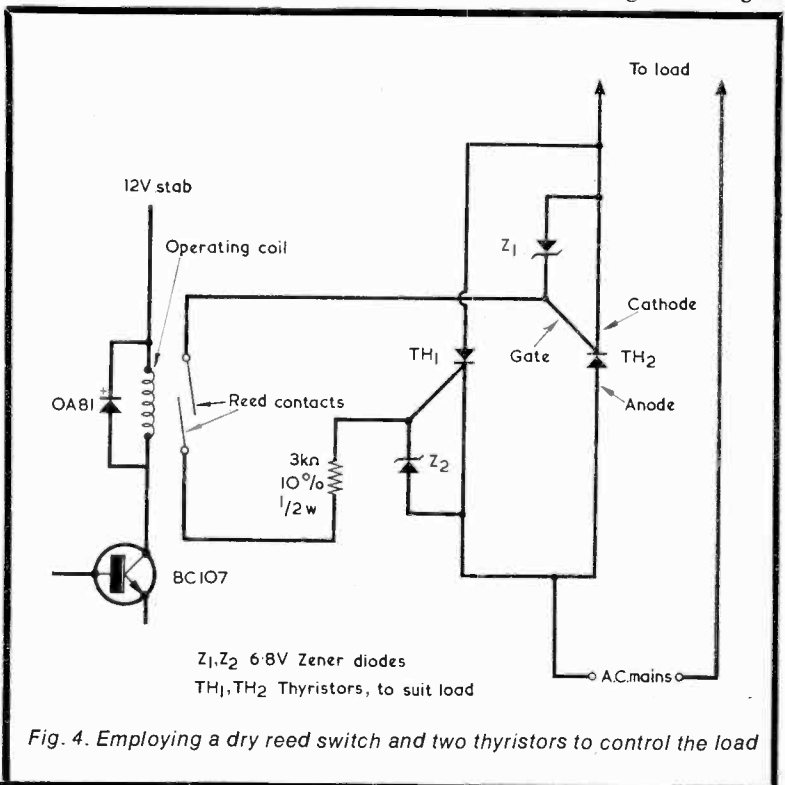 To load
12V stab
Operating coil
Z1
Cathode
Gate
TH1
TH2
Anode
OA81
Reed contacts
3kΩ
10%
1/2 w
Z2
BC107
Z1,Z2 6·8V Zener diodes
TH1,TH2 Thyristors, to suit load
A.C. mains
Fig. 4. Employing a dry reed switch and two thyristors to control the load